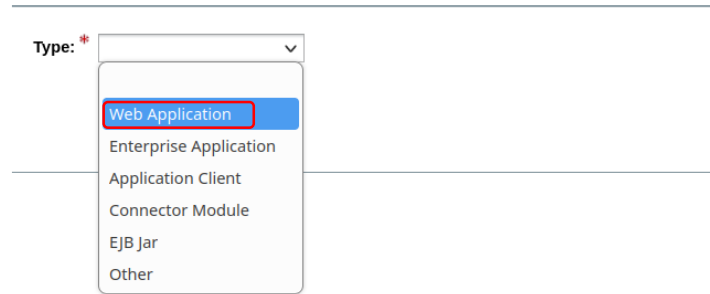 Type: *
Web Application
Enterprise Application
Application Client
Connector Module
EJB Jar
Other